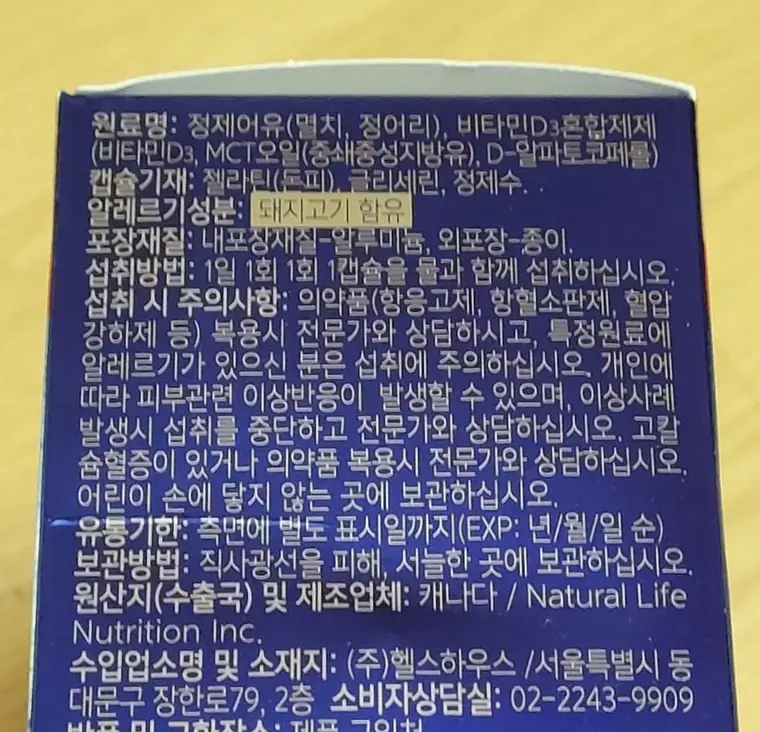 원료명: 정제어유(멸치, 정어리), 비타민D3혼합제제
(비타민D3, MCT오일(중쇄중성지방유), D-알파토코페롤)
캡슐기재: 젤라틴(돈피), 글리세린, 정제수.
알레르기성분: 돼지고기 함유
포장재질: 내포장재질-알루미늄, 외포장-종이.
섭취방법: 1일 1회 1회 1캡슐을 물과 함께 섭취하십시오.
섭취 시 주의사항: 의약품(항응고제, 항혈소판제, 혈압
강하제 등) 복용시 전문가와 상담하시고, 특정원료에
알레르기가 있으신 분은 섭취에 주의하십시오. 개인에
따라 피부관련 이상반응이 발생할 수 있으며, 이상사례
발생시 섭취를 중단하고 전문가와 상담하십시오. 고칼
슘혈증이 있거나 의약품 복용시 전문가와 상담하십시오.
어린이 손에 닿지 않는 곳에 보관하십시오.
유통기한: 측면에 별도 표시일까지(EXP: 년/월/일 순)
보관방법: 직사광선을 피해, 서늘한 곳에 보관하십시오.
원산지(수출국) 및 제조업체: 캐나다 / Natural Life
Nutrition Inc.
수입업소명 및 소재지: (주)헬스하우스 /서울특별시 동
대문구 장한로79, 2층 소비자상담실: 02-2243-9909
반품 및 교환장소: 제품 구입처